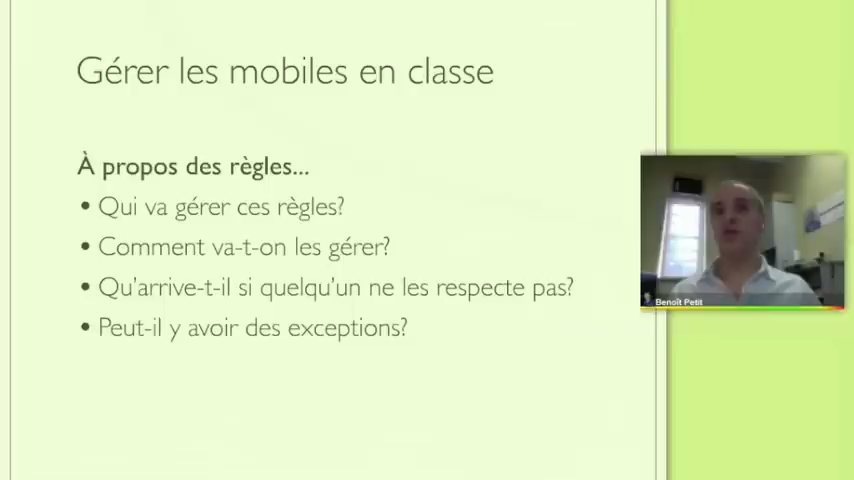 Gérer les mobiles en classe
À propos des règles...
• Qui va gérer ces règles?
• Comment va-t-on les gérer?
• Qu'arrive-t-il si quelqu'un ne les respecte pas?
• Peut-il y avoir des exceptions?
Benoît Petit